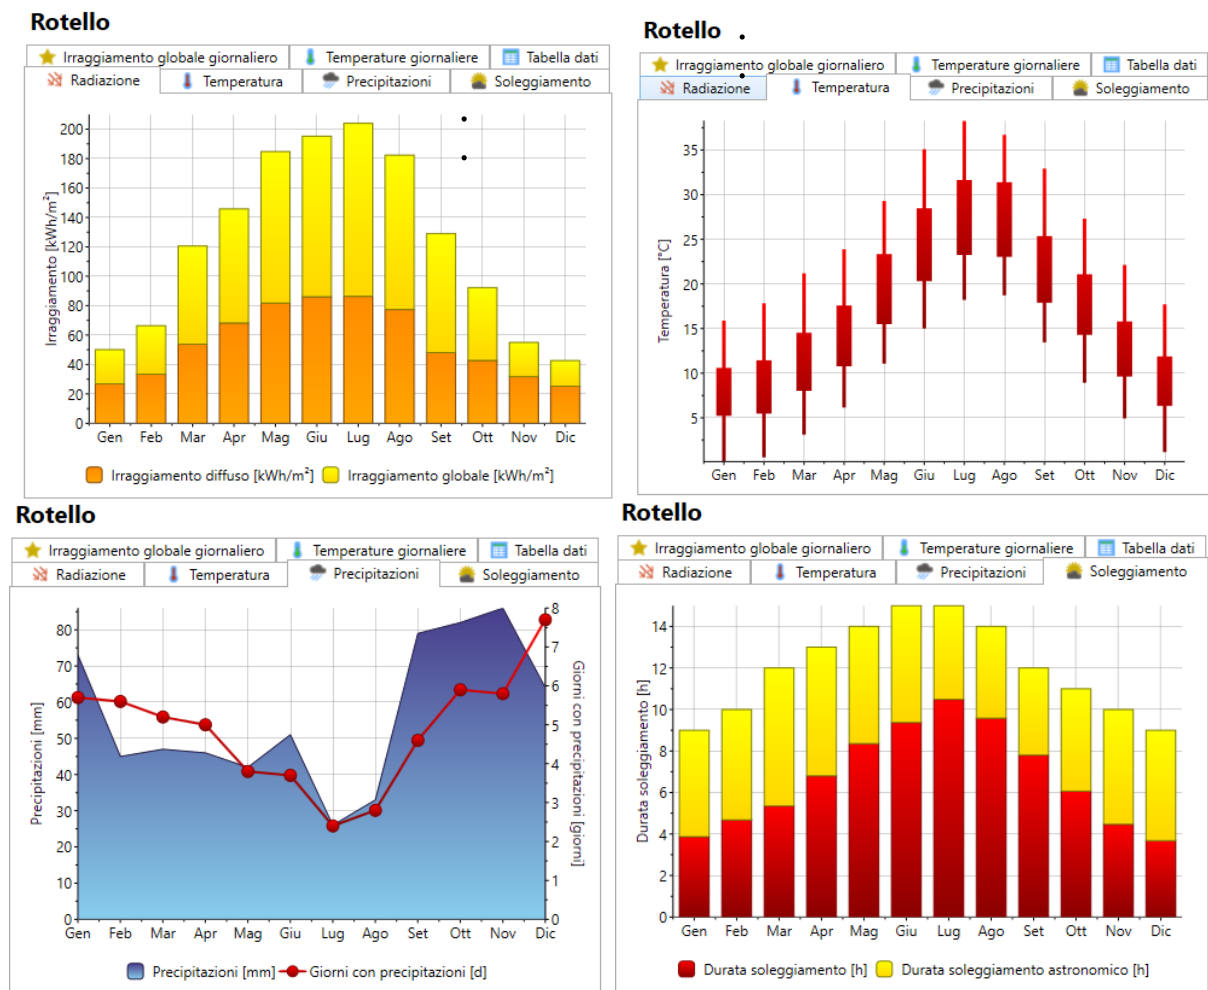 Rotello
Irraggiamento globale giornaliero Temperature giornaliere Tabella dati
Radiazione Temperatura Precipitazioni Soleggiamento
Irraggiamento [kWh/m²]
200
180
160
140
120
100
80
60
40
20
0
Gen Feb Mar Apr Mag Giu Lug Ago Set Ott Nov Dic
Irraggiamento diffuso [kWh/m²] Irraggiamento globale [kWh/m²]
Rotello
Irraggiamento globale giornaliero Temperature giornaliere Tabella dati
Radiazione Temperatura Precipitazioni Soleggiamento
Temperatura [°C]
35
30
25
20
15
10
5
Gen Feb Mar Apr Mag Giu Lug Ago Set Ott Nov Dic
Rotello
Irraggiamento globale giornaliero Temperature giornaliere Tabella dati
Radiazione Temperatura Precipitazioni Soleggiamento
Precipitazioni [mm]
80
70
60
50
40
30
20
10
0
8
7
6
5
4
3
2
1
0
Giorni con precipitazioni [giorni]
Gen Feb Mar Apr Mag Giu Lug Ago Set Ott Nov Dic
Precipitazioni [mm] Giorni con precipitazioni [d]
Rotello
Irraggiamento globale giornaliero Temperature giornaliere Tabella dati
Radiazione Temperatura Precipitazioni Soleggiamento
Durata soleggiamento [h]
14
12
10
8
6
4
2
0
Gen Feb Mar Apr Mag Giu Lug Ago Set Ott Nov Dic
Durata soleggiamento [h] Durata soleggiamento astronomico [h]